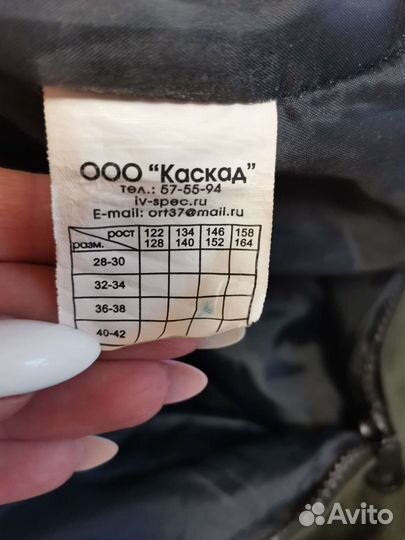 ООО "Каскад"
тел.: 57-55-94
iv-spec.ru
E-mail: ort37@mail.ru
рост 122 134 146 158
разм. 128 140 152 164
28-30
32-34
36-38
40-42
Avito